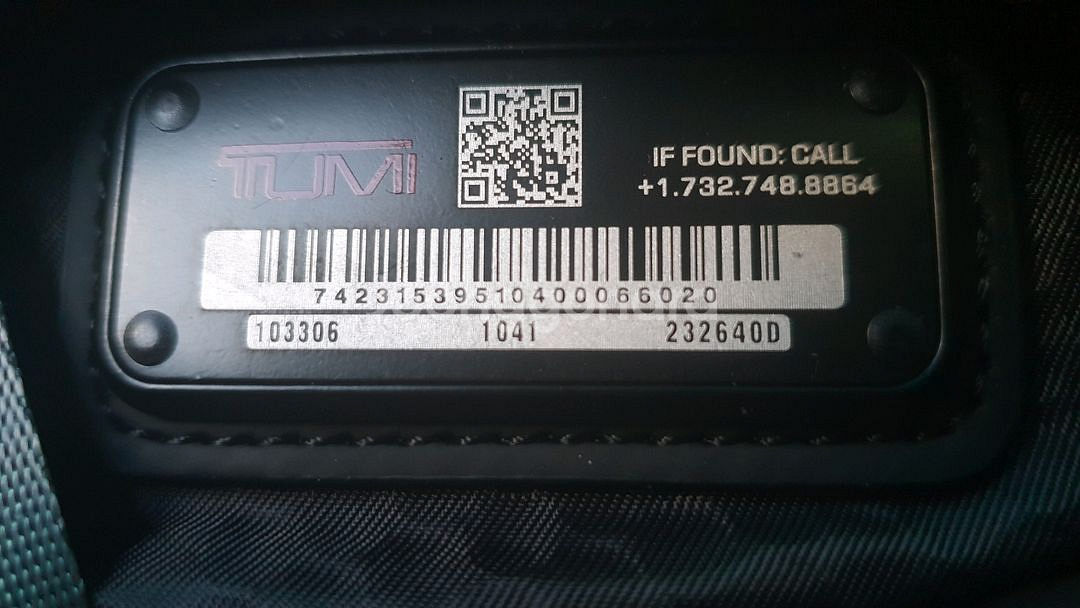 TUMI
IF FOUND: CALL
+1.732.748.8864
74231539510400066020
103306 1041 232640D